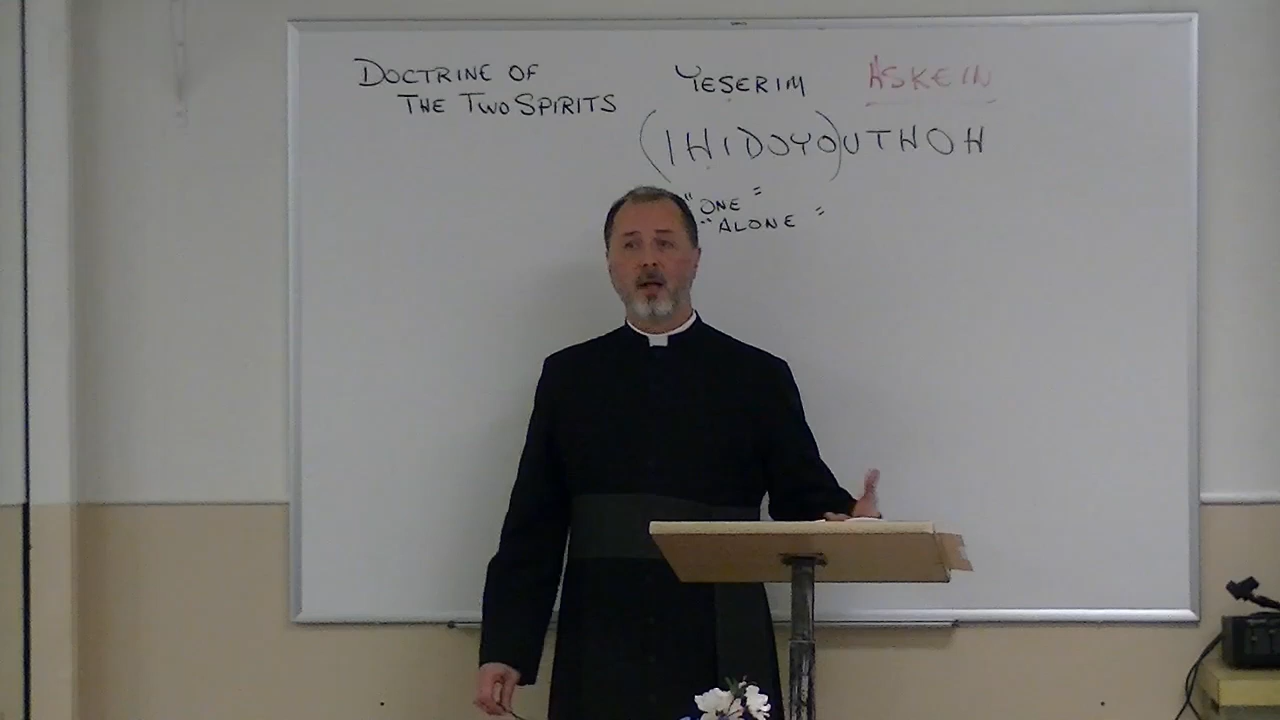 DOCTRINE OF
THE TWO SPIRITS
YESERIM ASKEIN
(IHIDOYO)UTHOH
"ONE"
"ALONE"